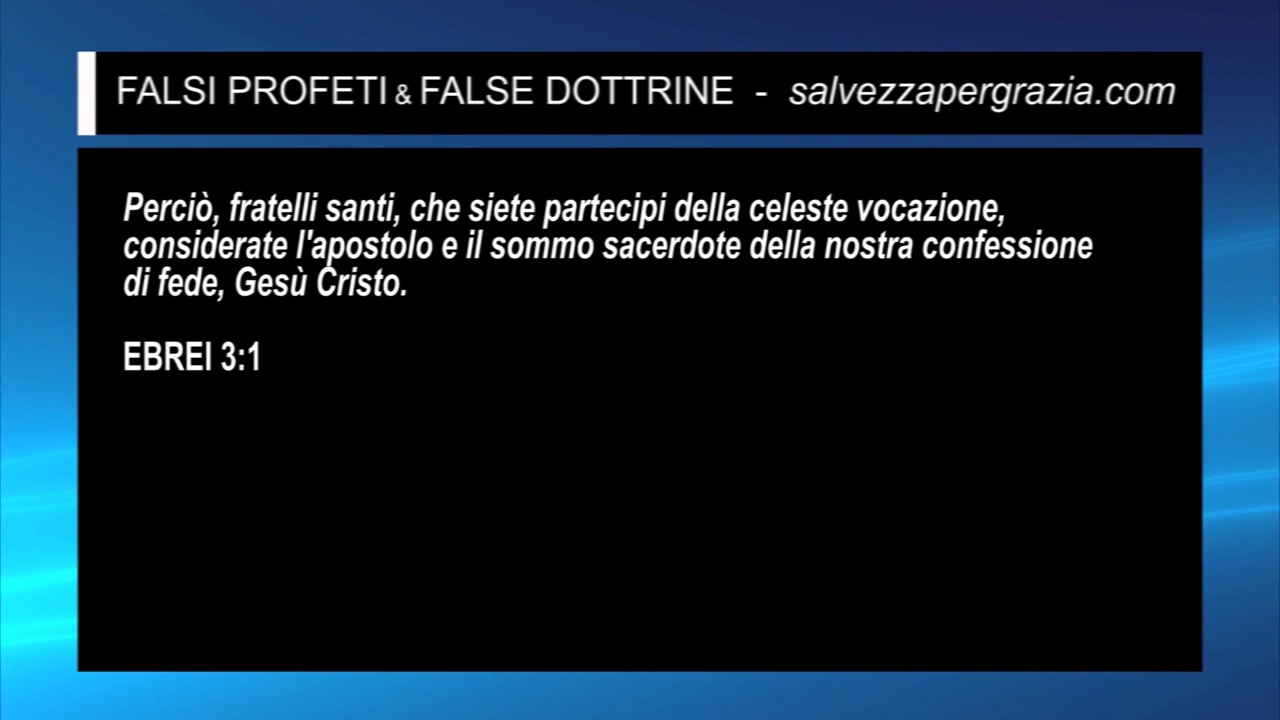 FALSI PROFETI & FALSE DOTTRINE - salvezzapergrazia.com
Perciò, fratelli santi, che siete partecipi della celeste vocazione,
considerate l'apostolo e il sommo sacerdote della nostra confessione
di fede, Gesù Cristo.
EBREI 3:1